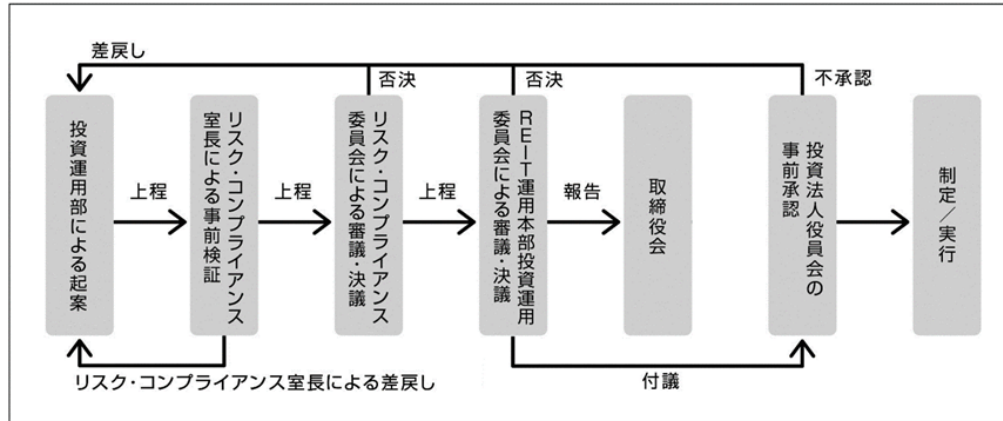 差戻し
否決
否決
不承認
投資運用部による起案
上程
リスク・コンプライアンス
室長による事前検証
上程
リスク・コンプライアンス
委員会による審議・決議
上程
REIT運用本部投資運用
委員会による審議・決議
報告
取締役会
投資法人役員会の
事前承認
制定／実行
リスク・コンプライアンス室長による差戻し
付議